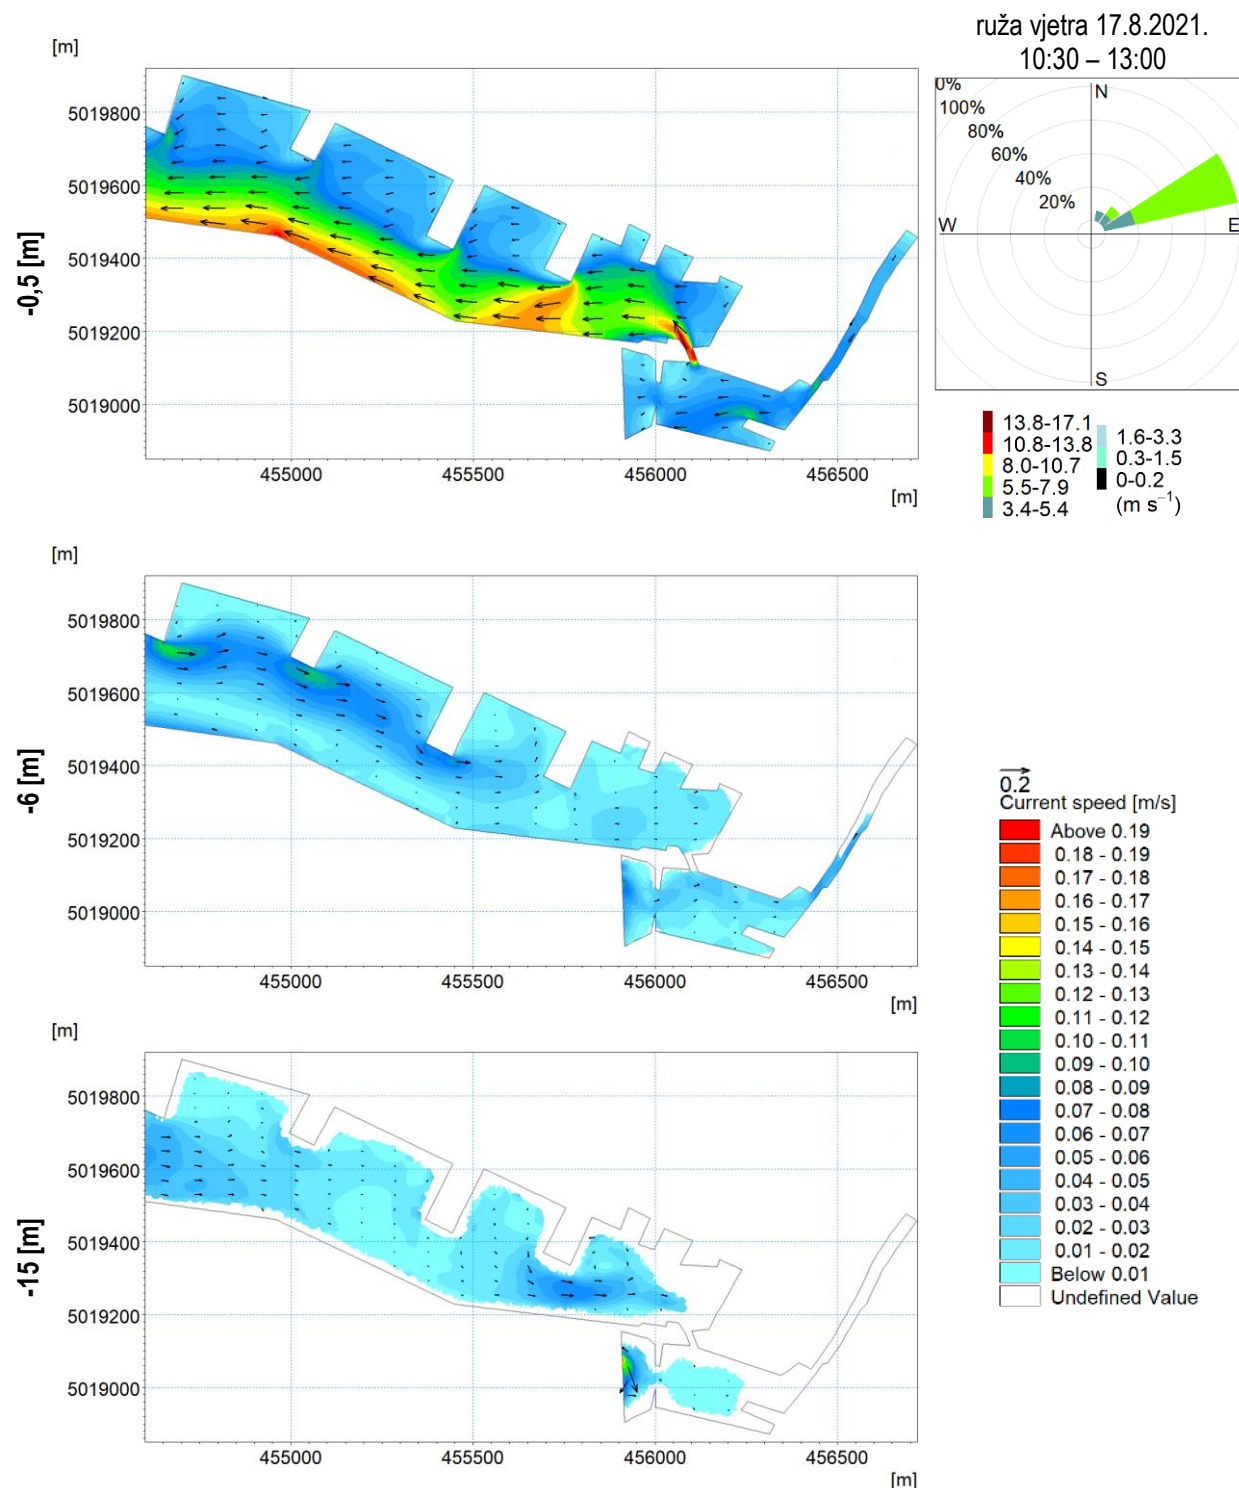 ruža vjetra 17.8.2021.
10:30 – 13:00
[m]
5019800
5019600
5019400
5019200
5019000
-0,5 [m]
455000
455500
456000
456500
[m]
0%
100%
80%
60%
40%
20%
N
W
E
S
13.8-17.1
10.8-13.8
8.0-10.7
5.5-7.9
3.4-5.4
1.6-3.3
0.3-1.5
0-0.2
(m s⁻¹)
[m]
5019800
5019600
5019400
5019200
5019000
-6 [m]
455000
455500
456000
456500
[m]
[m]
5019800
5019600
5019400
5019200
5019000
-15 [m]
455000
455500
456000
456500
[m]
0.2
Current speed [m/s]
Above 0.19
0.18 - 0.19
0.17 - 0.18
0.16 - 0.17
0.15 - 0.16
0.14 - 0.15
0.13 - 0.14
0.12 - 0.13
0.11 - 0.12
0.10 - 0.11
0.09 - 0.10
0.08 - 0.09
0.07 - 0.08
0.06 - 0.07
0.05 - 0.06
0.04 - 0.05
0.03 - 0.04
0.02 - 0.03
0.01 - 0.02
Below 0.01
Undefined Value